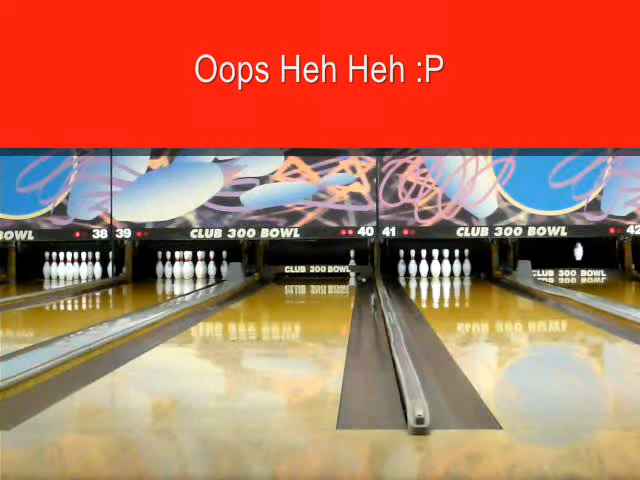 Oops Heh Heh :P
BOWL 38 39 CLUB 300 BOWL 40 41 CLUB 300 BOWL 42
CLUB 300 BOWL
CLUB 300 BOWL